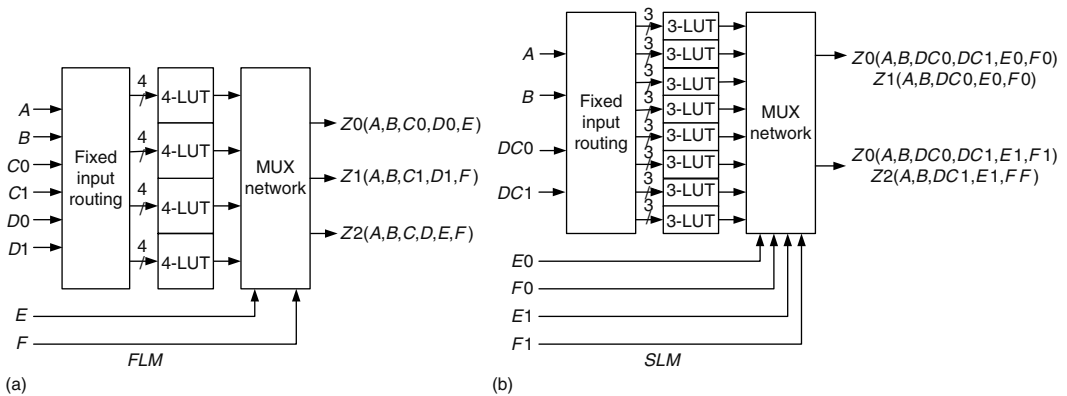 A
B
C0
C1
D0
D1
Fixed
input
routing
4
4-LUT
4
4-LUT
4
4-LUT
4
4-LUT
MUX
network
Z0(A,B,C0,D0,E)
Z1(A,B,C1,D1,F)
Z2(A,B,C,D,E,F)
E
F
FLM
(a)
A
B
DC0
DC1
Fixed
input
routing
3
3-LUT
3
3-LUT
3
3-LUT
3
3-LUT
3
3-LUT
3
3-LUT
3
3-LUT
3
3-LUT
MUX
network
Z0(A,B,DC0,DC1,E0,F0)
Z1(A,B,DC0,E0,F0)
Z0(A,B,DC0,DC1,E1,F1)
Z2(A,B,DC1,E1,FF)
E0
F0
E1
F1
SLM
(b)